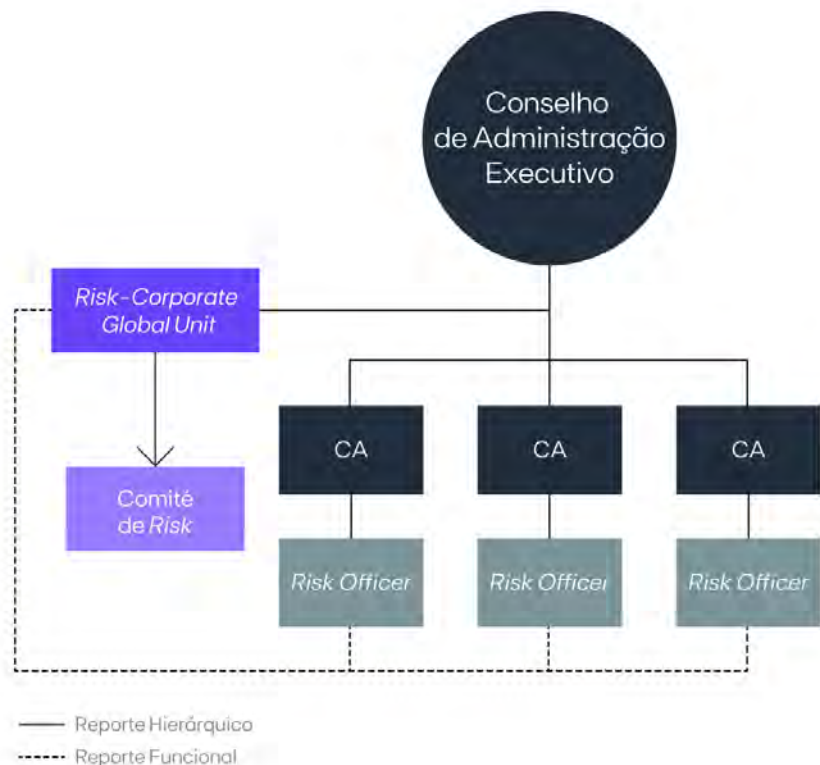 Conselho
de Administração
Executivo
Risk-Corporate
Global Unit
Comité
de Risk
CA
CA
CA
Risk Officer
Risk Officer
Risk Officer
Reporte Hierárquico
Reporte Funcional